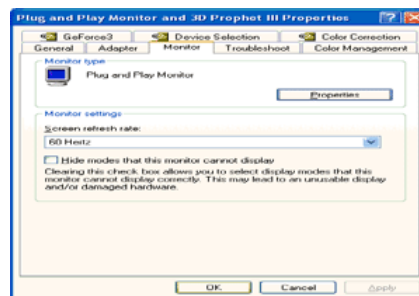 Plug and Play Monitor and 3D Prophet III Properties
GeForce3 Device Selection Color Correction
General Adapter Monitor Troubleshoot Color Management
Monitor type
Plug and Play Monitor
Properties
Monitor settings
Screen refresh rate:
60 Hertz
Hide modes that this monitor cannot display
Clearing this check box allows you to select display modes that this
monitor cannot display correctly. This may lead to an unusable display
and/or damaged hardware.
OK Cancel Apply